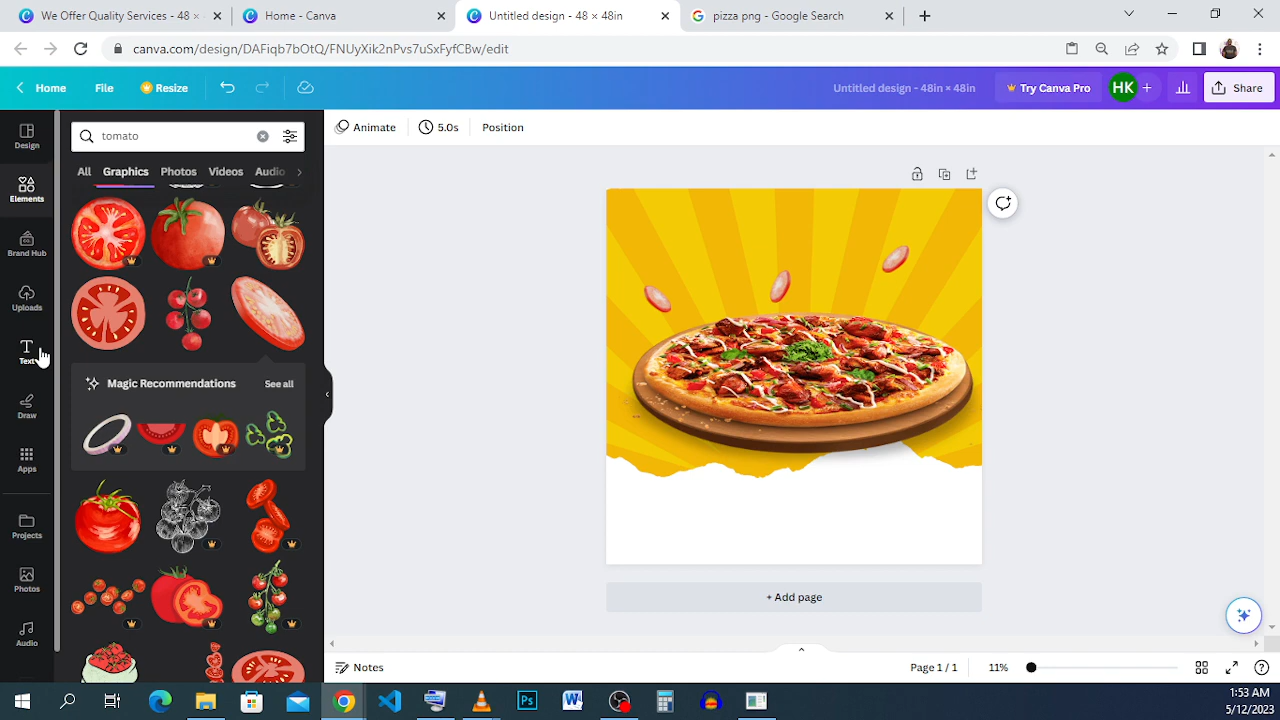 We Offer Quality Services - 48 ×
Home - Canva
Untitled design - 48 × 48in
pizza png - Google Search
canva.com/design/DAFiqb7bOtQ/FNUyXik2nPvs7uSxFyfCBw/edit
Home
File
Resize
Untitled design - 48in × 48in
Try Canva Pro
HK
Share
Design
Elements
Brand Hub
Uploads
Text
Draw
Apps
Projects
Photos
Audio
tomato
All
Graphics
Photos
Videos
Audio
Magic Recommendations
See all
Animate
5.0s
Position
+ Add page
Notes
Page 1 / 1
11%
1:53 AM
5/12/2023